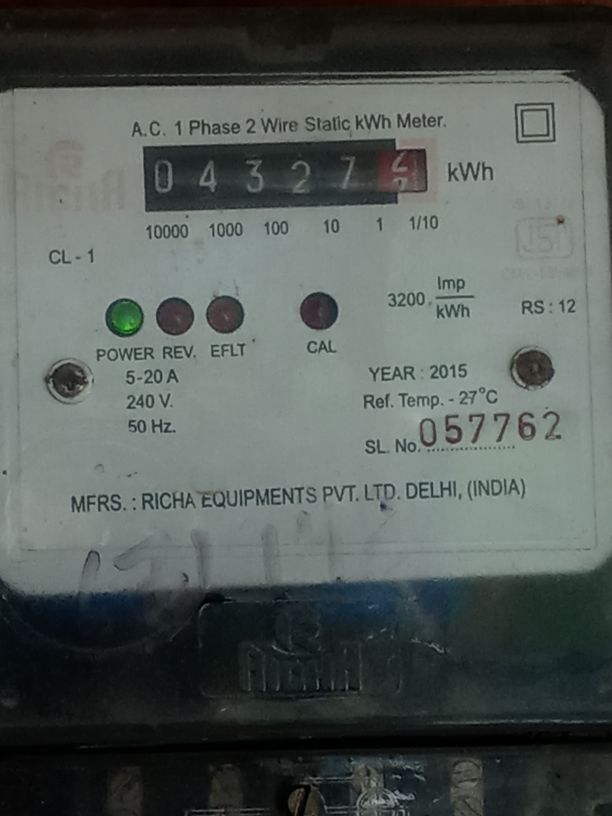 A.C. 1 Phase 2 Wire Static kWh Meter.
0 4 3 2 7 kWh
10000 1000 100 10 1 1/10
CL - 1
3200 Imp
kWh
RS : 12
POWER REV. EFLT CAL
5-20 A
240 V.
50 Hz.
YEAR : 2015
Ref. Temp. - 27°C
SL. No. 057762
MFRS. : RICHA EQUIPMENTS PVT. LTD. DELHI, (INDIA)
RICHA